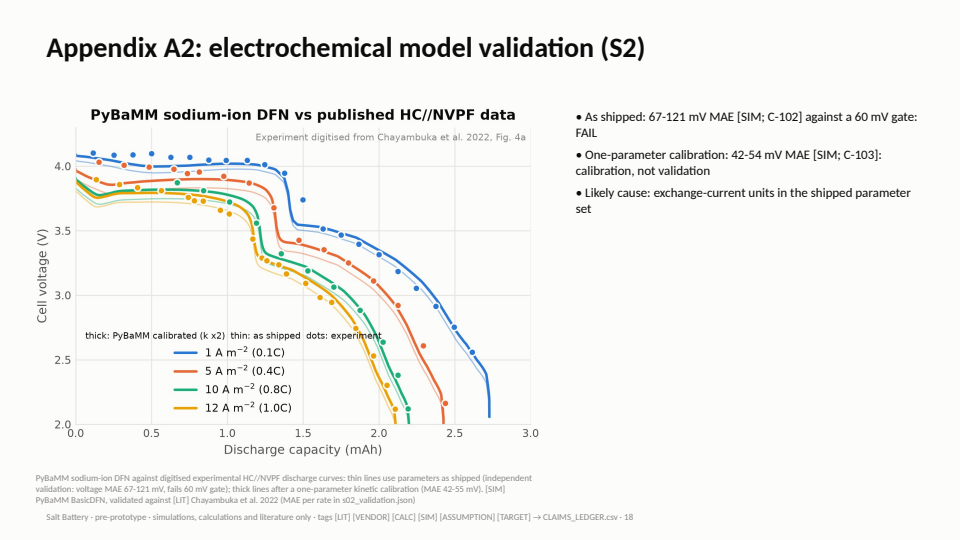 Appendix A2: electrochemical model validation (S2)
PyBaMM sodium-ion DFN vs published HC//NVPF data
Experiment digitised from Chayambuka et al. 2022, Fig. 4a
4.0
3.5
3.0
2.5
2.0
Cell voltage (V)
thick: PyBaMM calibrated (k x2) thin: as shipped dots: experiment
1 A m⁻² (0.1C)
5 A m⁻² (0.4C)
10 A m⁻² (0.8C)
12 A m⁻² (1.0C)
0.0 0.5 1.0 1.5 2.0 2.5 3.0
Discharge capacity (mAh)
• As shipped: 67-121 mV MAE [SIM; C-102] against a 60 mV gate:
FAIL
• One-parameter calibration: 42-54 mV MAE [SIM; C-103]:
calibration, not validation
• Likely cause: exchange-current units in the shipped parameter
set
PyBaMM sodium-ion DFN against digitised experimental HC//NVPF discharge curves: thin lines use parameters as shipped (independent
validation: voltage MAE 67-121 mV, fails 60 mV gate); thick lines after a one-parameter kinetic calibration (MAE 42-55 mV). [SIM]
PyBaMM BasicDFN, validated against [LIT] Chayambuka et al. 2022 (MAE per rate in s02_validation.json)
Salt Battery - pre-prototype - simulations, calculations and literature only - tags [LIT] [VENDOR] [CALC] [SIM] [ASSUMPTION] [TARGET] → CLAIMS_LEDGER.csv - 18